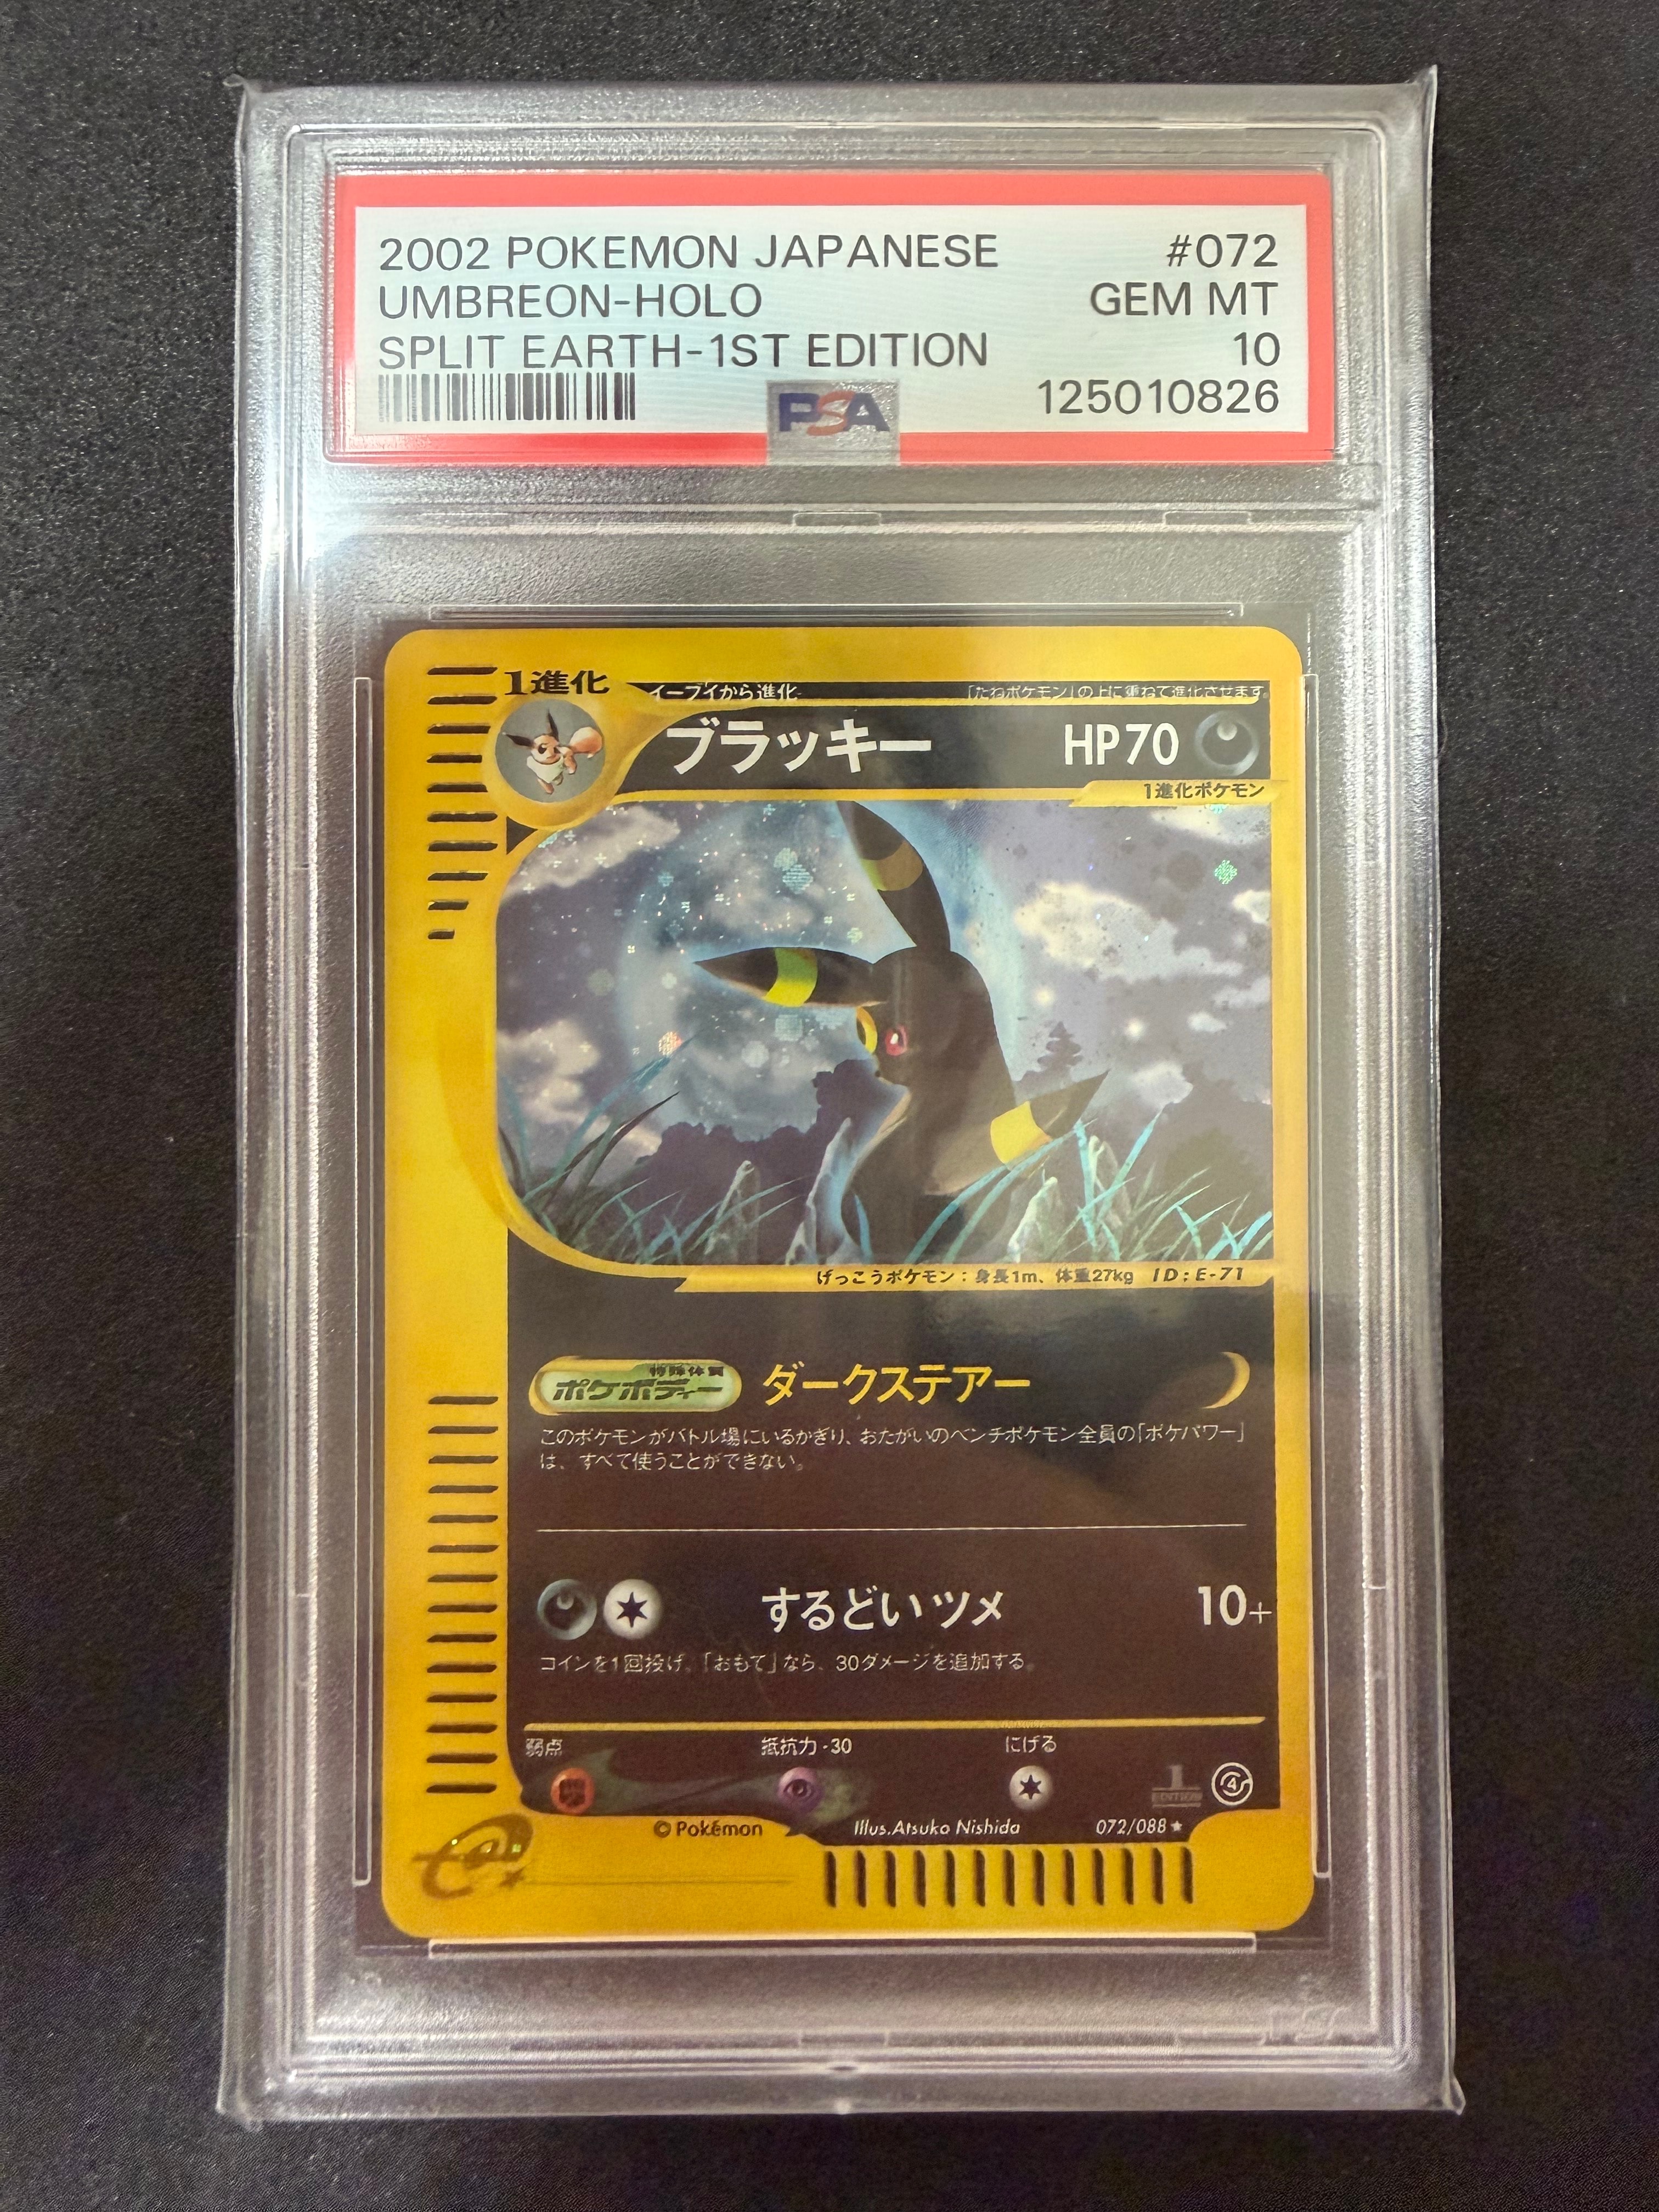 2002 POKEMON JAPANESE #072
UMBREON-HOLO GEM MT
SPLIT EARTH-1ST EDITION 10
125010826
PSA
1進化
イーブイから進化
「たねポケモン」の上に重ねて進化させます。
ブラッキー HP70
1進化ポケモン
げっこうポケモン：身長1m、体重27kg ID:E-71
特殊体質
ポケボディー ダークステアー
このポケモンがバトル場にいるかぎり、おたがいのベンチポケモン全員の「ポケパワー」
は、すべて使うことができない。
するどいツメ 10+
コインを1回投げ、「おもて」なら、30ダメージを追加する。
弱点 抵抗力 -30 にげる
1 EDITION 4
©Pokémon Illus.Atsuko Nishida 072/088 ★
e